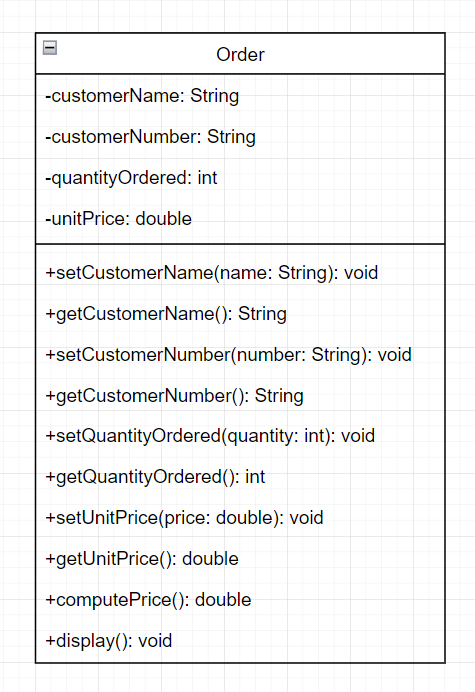 Order
-customerName: String
-customerNumber: String
-quantityOrdered: int
-unitPrice: double
+setCustomerName(name: String): void
+getCustomerName(): String
+setCustomerNumber(number: String): void
+getCustomerNumber(): String
+setQuantityOrdered(quantity: int): void
+getQuantityOrdered(): int
+setUnitPrice(price: double): void
+getUnitPrice(): double
+computePrice(): double
+display(): void